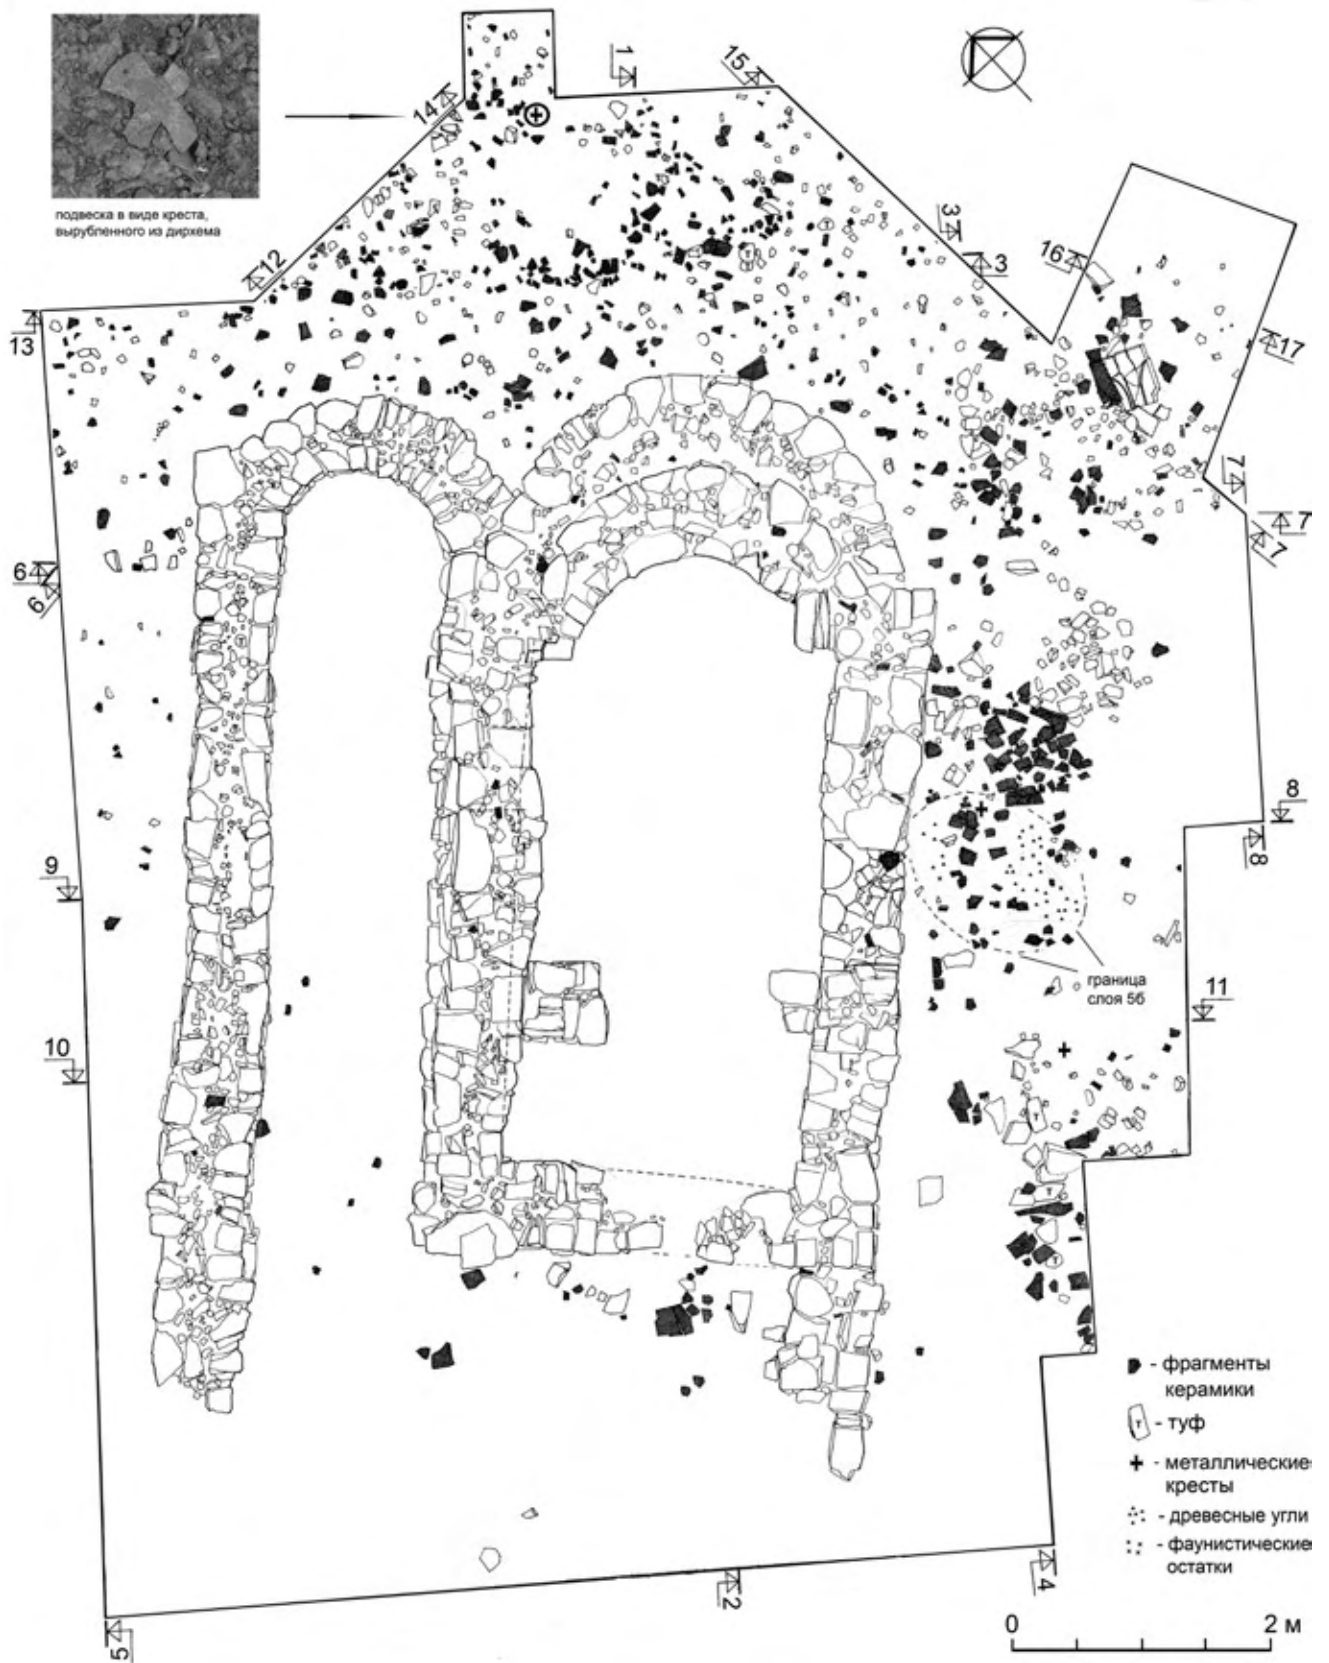 подвеска в виде креста,
вырубленного из дирхема
1
15
14
12
13
3
3
16
17
7
7
7
6
6
8
8
9
10
11
граница
слоя 5б
- фрагменты
керамики
т - туф
- металлические
кресты
- древесные угли
- фаунистические
остатки
т
т
т
т
т
2
4
5
0 2 м